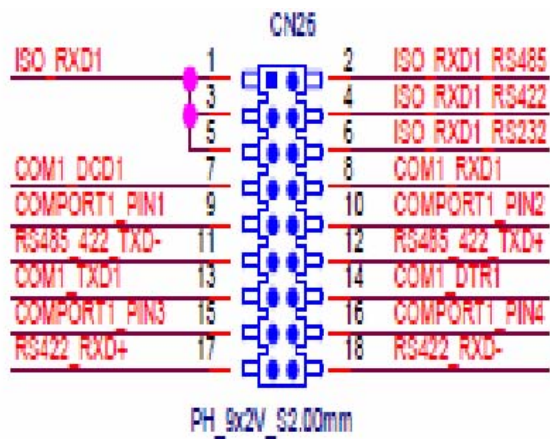 CN26
ISO_RXD1 1 2 ISO_RXD1_RS485
3 4 ISO_RXD1_RS422
5 6 ISO_RXD1_RS232
COM1_DCD1 7 8 COM1_RXD1
COMPORT1_PIN1 9 10 COMPORT1_PIN2
RS485_422_TXD- 11 12 RS485_422_TXD+
COM1_TXD1 13 14 COM1_DTR1
COMPORT1_PIN3 15 16 COMPORT1_PIN4
RS422_RXD+ 17 18 RS422_RXD-
PH_9x2V_S2.00mm